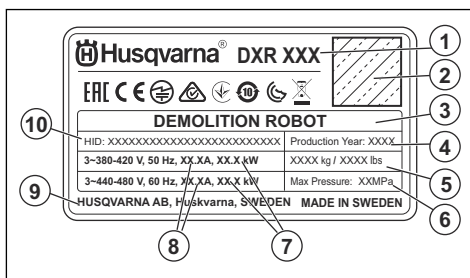 Husqvarna® DXR XXX
EAC CE 10
DEMOLITION ROBOT
HID: XXXXXXXXXXXXXXXXXXXXXXXXXX Production Year: XXXX
3~380-420 V, 50 Hz, XX.XA, XX.X kW XXXX kg / XXXX lbs
3~440-480 V, 60 Hz, XX.XA, XX.X kW Max Pressure: XXMPa
HUSQVARNA AB, Huskvarna, SWEDEN MADE IN SWEDEN
1
2
3
4
5
6
7
8
9
10